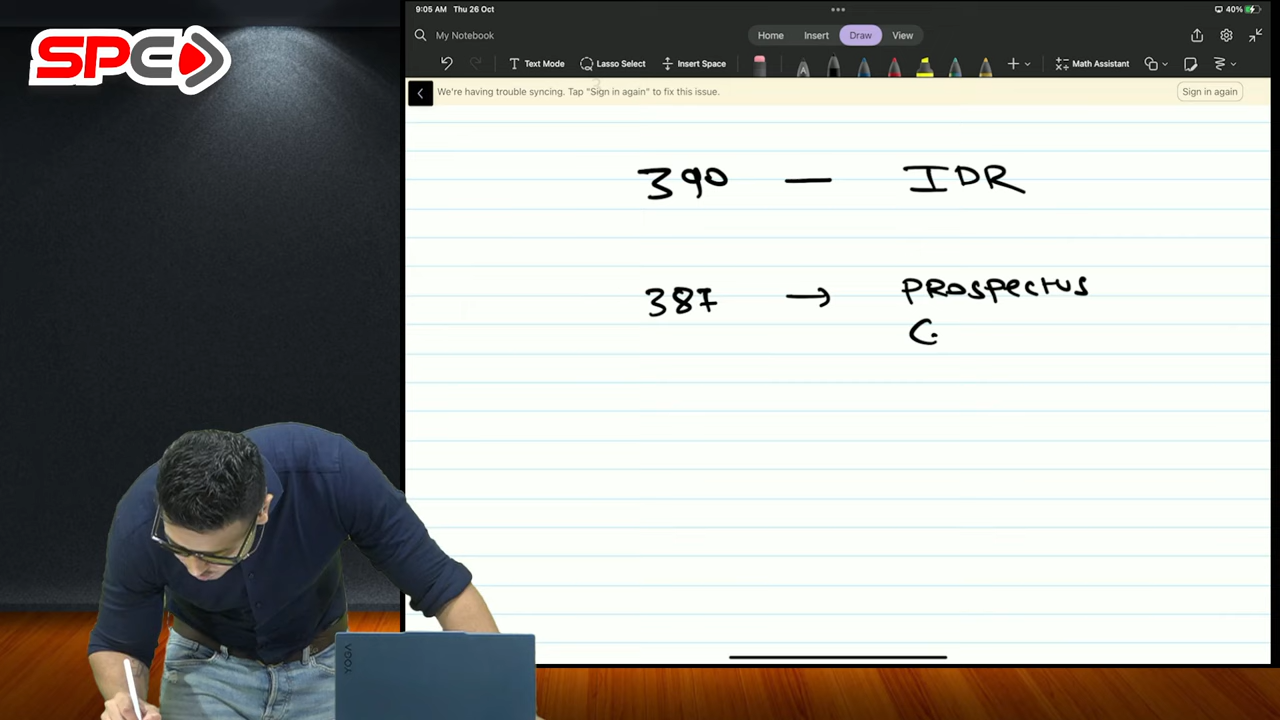 SPE
9:05 AM Thu 26 Oct
40%
My Notebook
Home Insert Draw View
Text Mode Lasso Select Insert Space Math Assistant
We're having trouble syncing. Tap "Sign in again" to fix this issue. Sign in again
390 — IDR
387 → Prospectus
C
YOGA